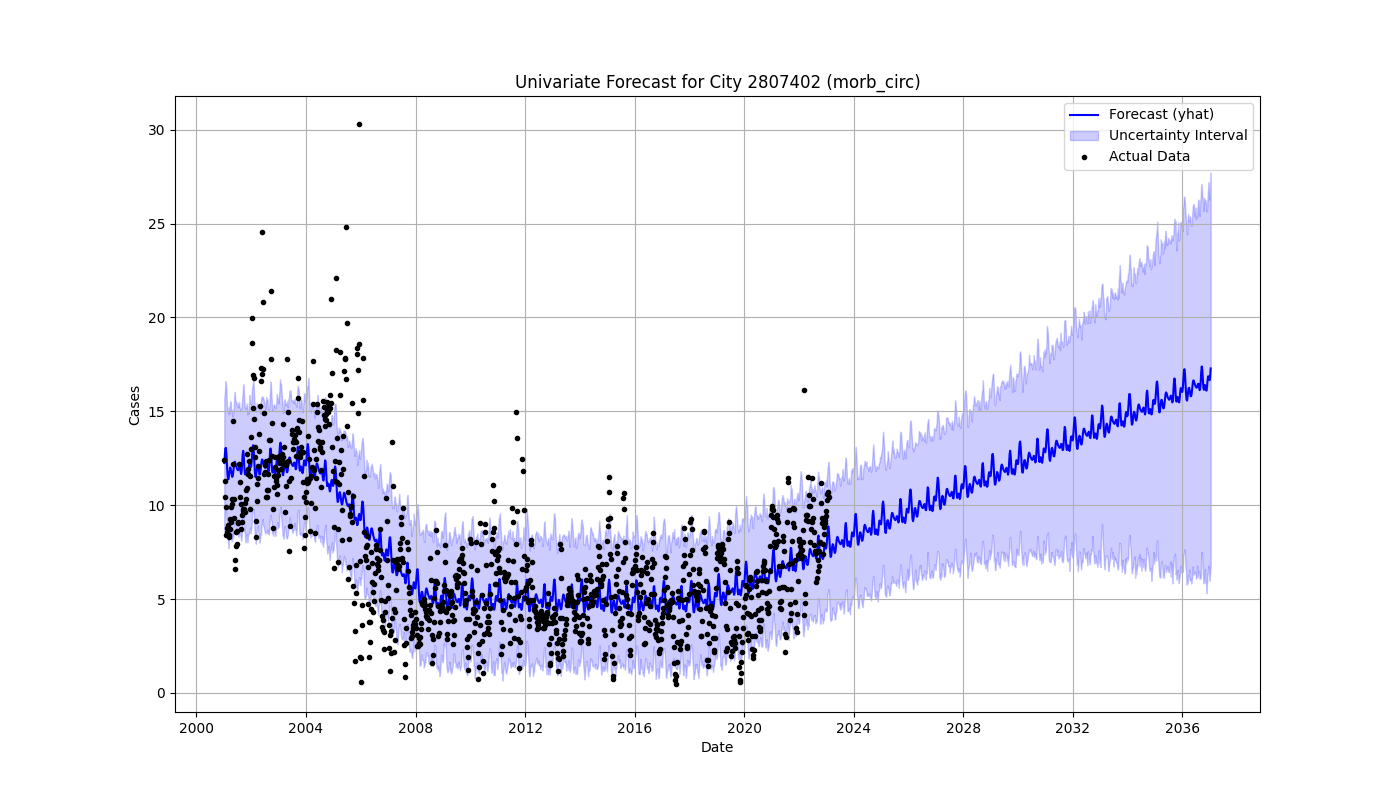 Univariate Forecast for City 2807402 (morb_circ)
Forecast (yhat)
Uncertainty Interval
Actual Data
30
25
20
15
10
5
0
Cases
2000 2004 2008 2012 2016 2020 2024 2028 2032 2036
Date